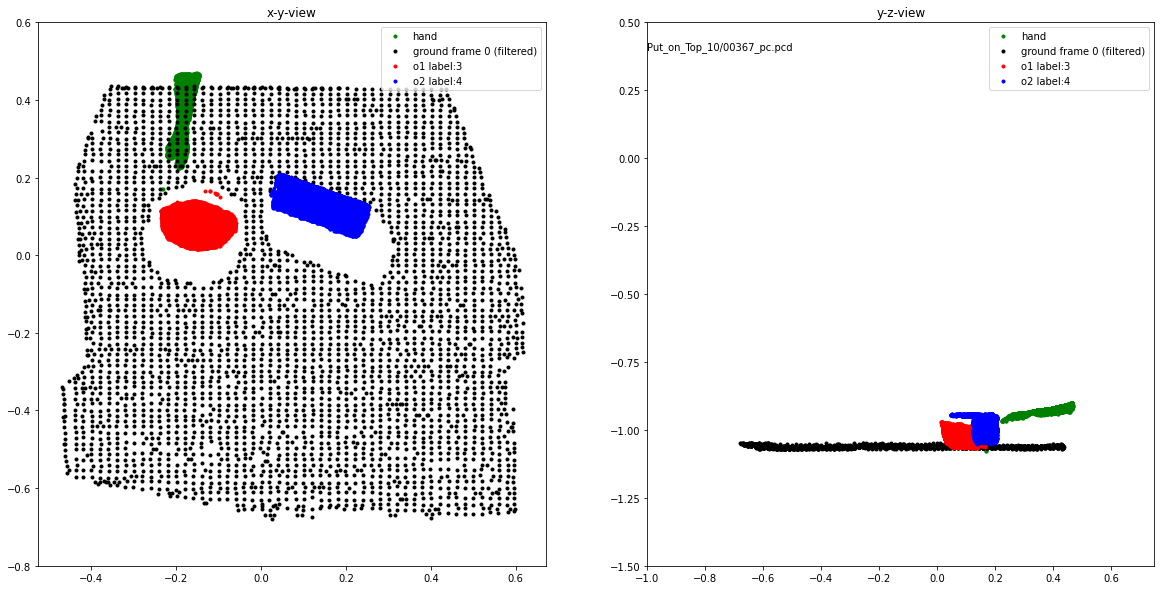 x-y-view
hand
ground frame 0 (filtered)
o1 label:3
o2 label:4
0.6
0.4
0.2
0.0
−0.2
−0.4
−0.6
−0.8
−0.4
−0.2
0.0
0.2
0.4
0.6
y-z-view
Put_on_Top_10/00367_pc.pcd
hand
ground frame 0 (filtered)
o1 label:3
o2 label:4
0.50
0.25
0.00
−0.25
−0.50
−0.75
−1.00
−1.25
−1.50
−1.0
−0.8
−0.6
−0.4
−0.2
0.0
0.2
0.4
0.6